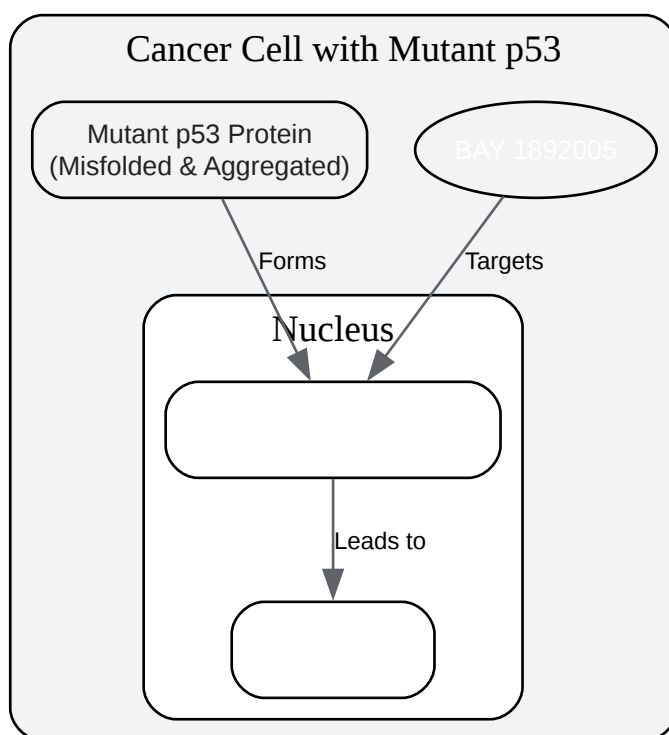 Cancer Cell with Mutant p53
Mutant p53 Protein
(Misfolded & Aggregated)
BAY 1892005
Forms
Targets
Nucleus
Leads to